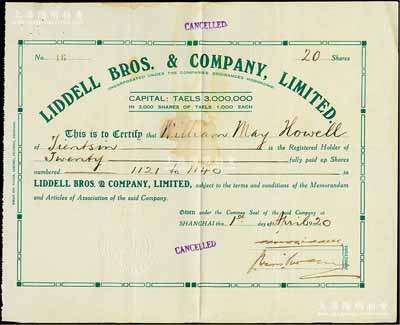 CANCELLED.
No. 16
20 Shares
LIDDELL BROS. & COMPANY, LIMITED.
(INCORPORATED UNDER THE COMPANIES ORDINANCES HONGKONG)
CAPITAL: TAELS 3,000,000
IN 3,000 SHARES OF TAELS 1,000 EACH
This is to Certify that William May Howell
of Tientsin is the Registered Holder of
Twenty fully paid up Shares
numbered 1121 to 1140 in
LIDDELL BROS. & COMPANY, LIMITED, subject to the terms and conditions of the Memorandum
and Articles of Association of the said Company.
GIVEN under the Common Seal of the said Company at
SHANGHAI this 1st day of April 1920
CANCELLED